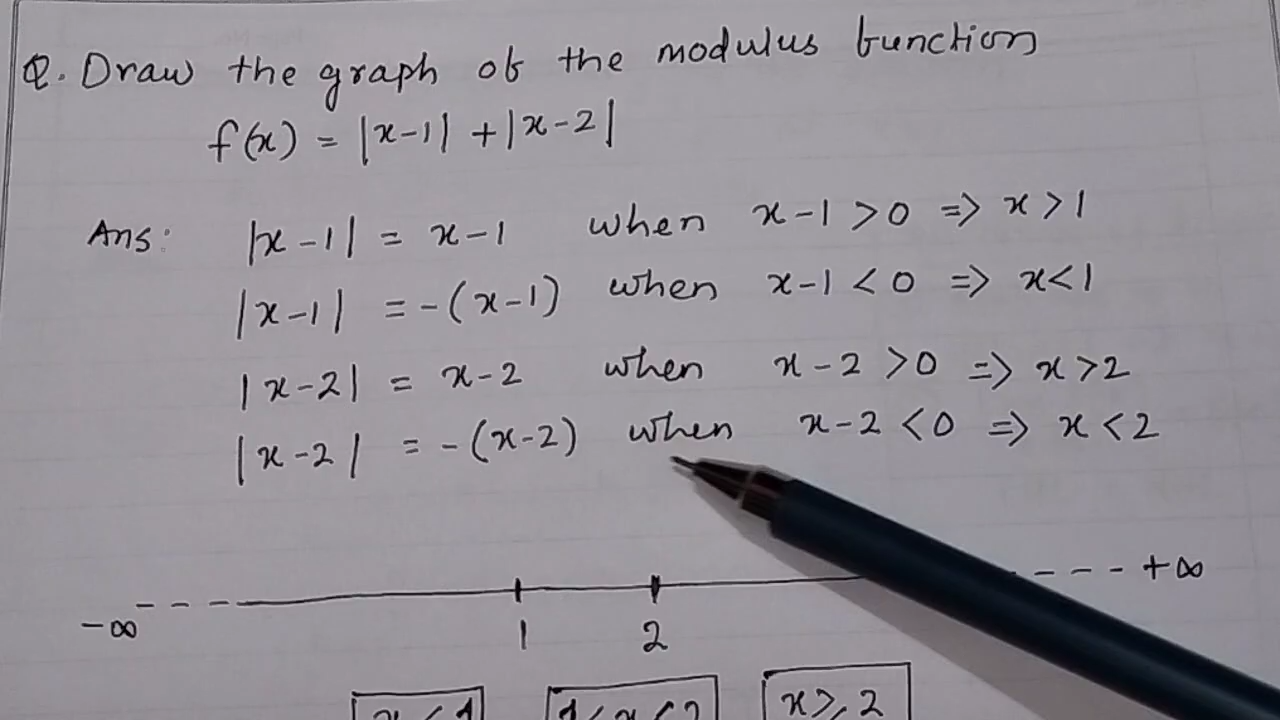 Q. Draw the graph of the modulus function
f(x) = |x-1| + |x-2|
Ans: |x-1| = x-1 when x-1>0 => x>1
|x-1| = -(x-1) when x-1<0 => x<1
|x-2| = x-2 when x-2>0 => x>2
|x-2| = -(x-2) when x-2<0 => x<2
-∞ 1 2 +∞
x≥2